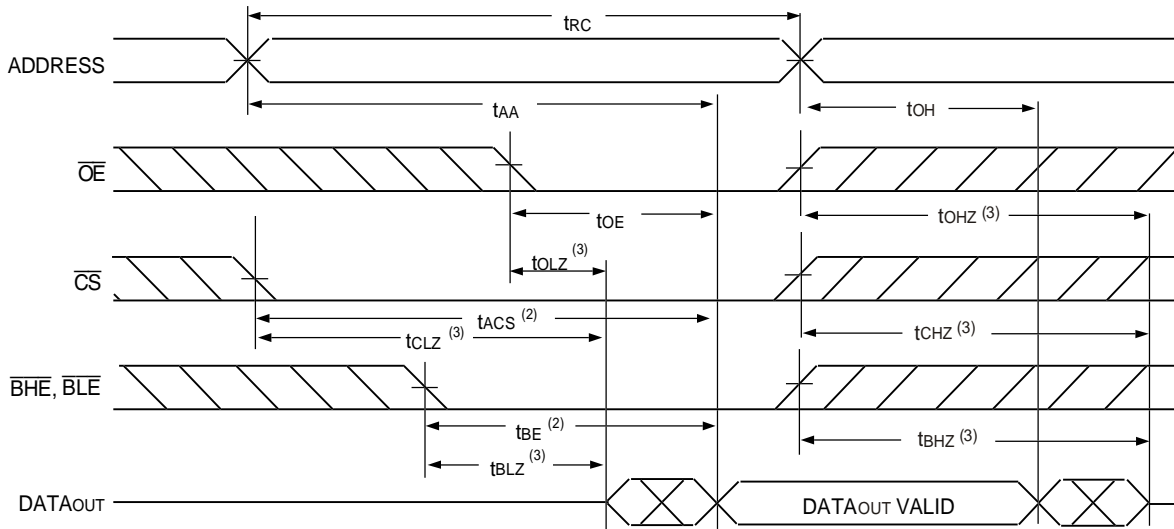 tRC
ADDRESS
tAA
tOH
OE
tOE
tOHZ (3)
tOLZ (3)
CS
tACS (2)
tCLZ (3)
tCHZ (3)
BHE, BLE
tBE (2)
tBHZ (3)
tBLZ (3)
DATAOUT
DATAOUT VALID